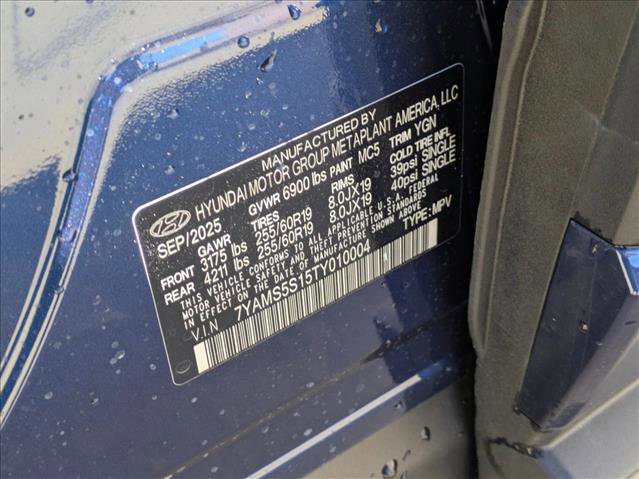 MANUFACTURED BY
HYUNDAI MOTOR GROUP METAPLANT AMERICA, LLC
SEP/2025 GVWR 6900 lbs PAINT MC5 TRIM YGN
GAWR TIRES RIMS COLD TIRE INFL
FRONT 3175 lbs 255/60R19 8.0JX19 39psi SINGLE
REAR 4211 lbs 255/60R19 8.0JX19 40psi SINGLE
THIS VEHICLE CONFORMS TO ALL APPLICABLE U.S. FEDERAL
MOTOR VEHICLE SAFETY AND THEFT PREVENTION STANDARDS
IN EFFECT ON THE DATE OF MANUFACTURE SHOWN ABOVE
V.I.N 7YAMS5S15TY010004 TYPE:MPV